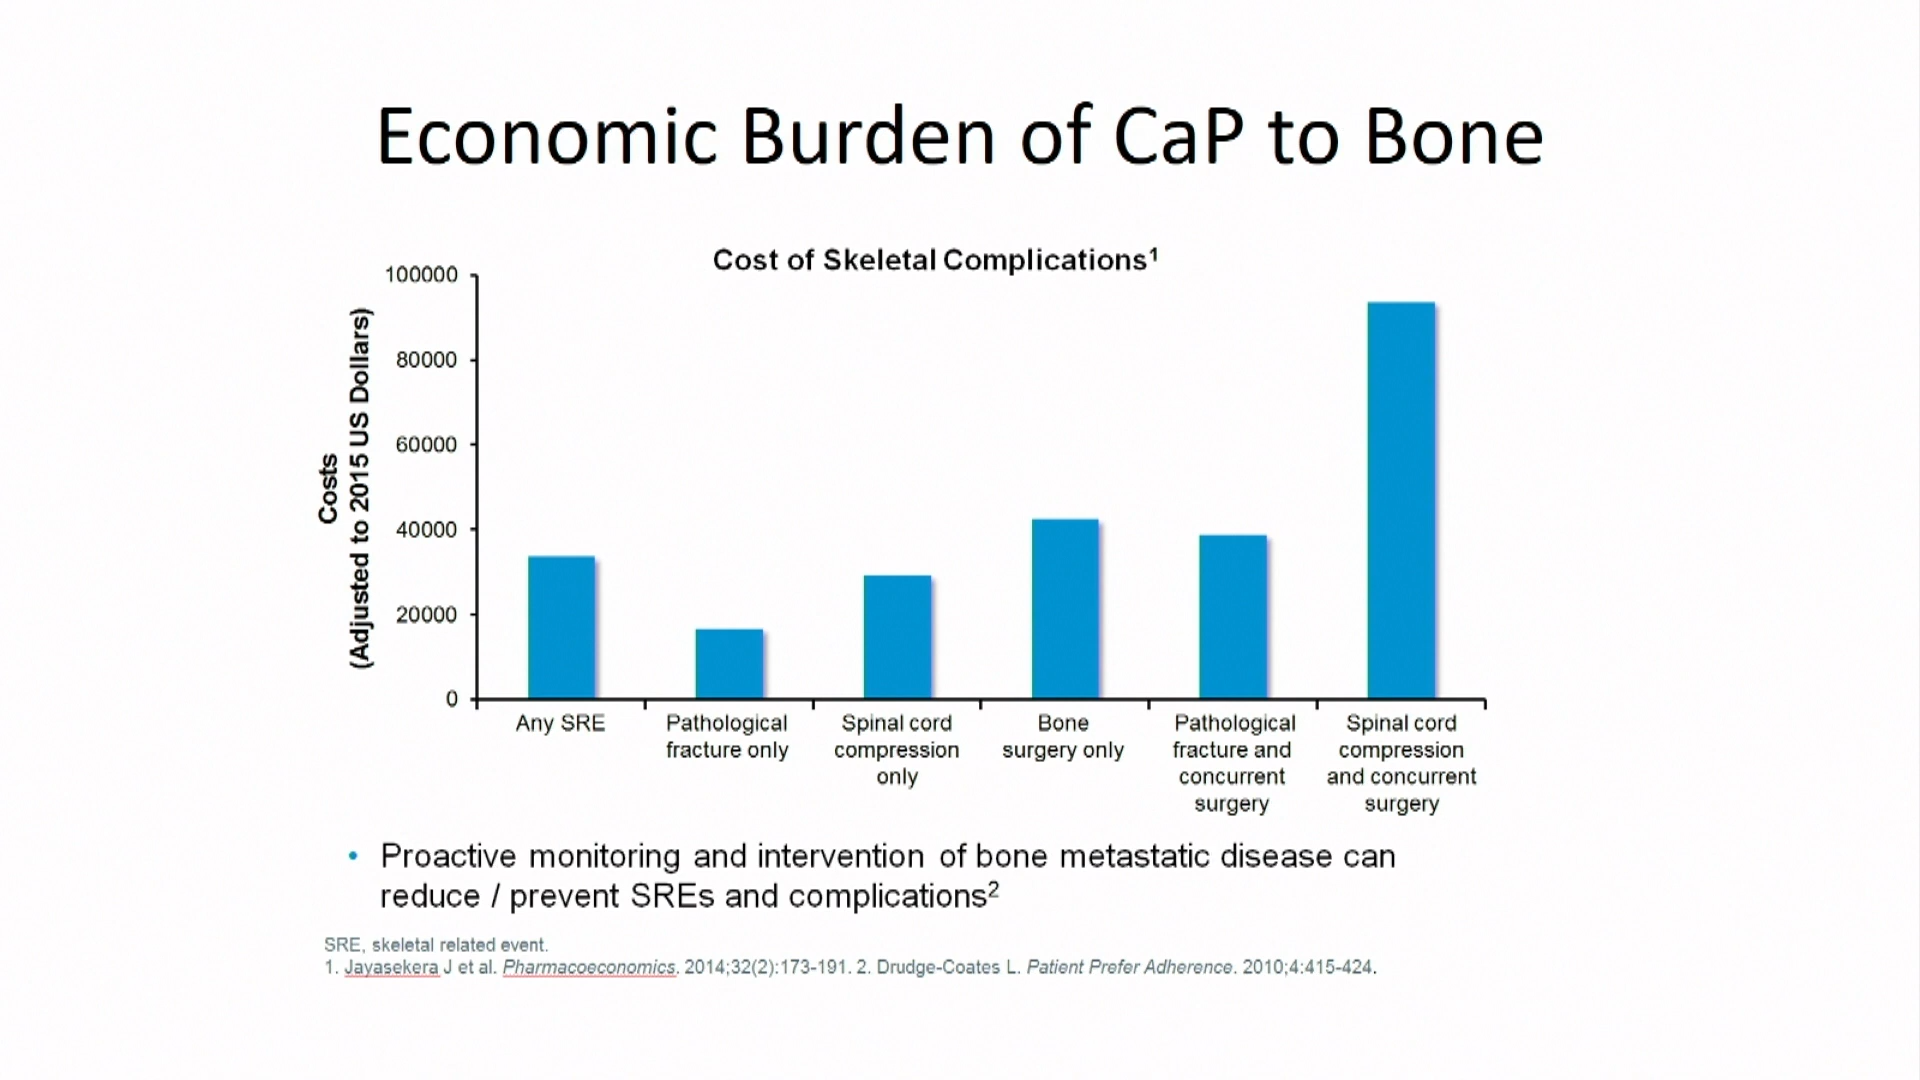 Economic Burden of CaP to Bone
Cost of Skeletal Complications¹
Costs
(Adjusted to 2015 US Dollars)
100000
80000
60000
40000
20000
0
Any SRE
Pathological
fracture only
Spinal cord
compression
only
Bone
surgery only
Pathological
fracture and
concurrent
surgery
Spinal cord
compression
and concurrent
surgery
• Proactive monitoring and intervention of bone metastatic disease can
reduce / prevent SREs and complications²
SRE, skeletal related event.
1. Jayasekera J et al. Pharmacoeconomics. 2014;32(2):173-191. 2. Drudge-Coates L. Patient Prefer Adherence. 2010;4:415-424.